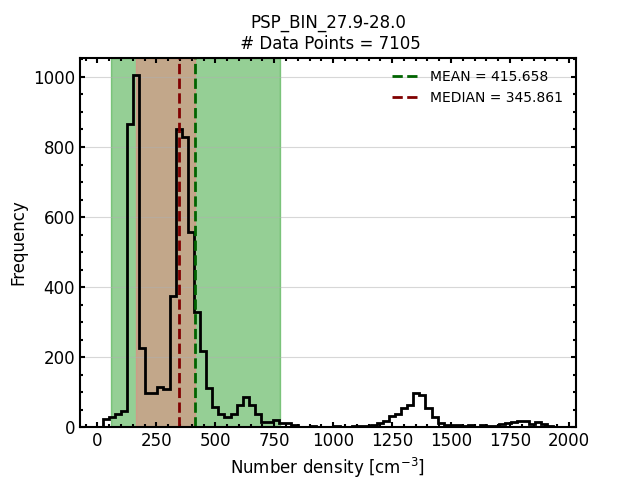 PSP_BIN_27.9-28.0
# Data Points = 7105
MEAN = 415.658
MEDIAN = 345.861
1000
800
600
400
200
0
Frequency
0 250 500 750 1000 1250 1500 1750 2000
Number density [cm⁻³]